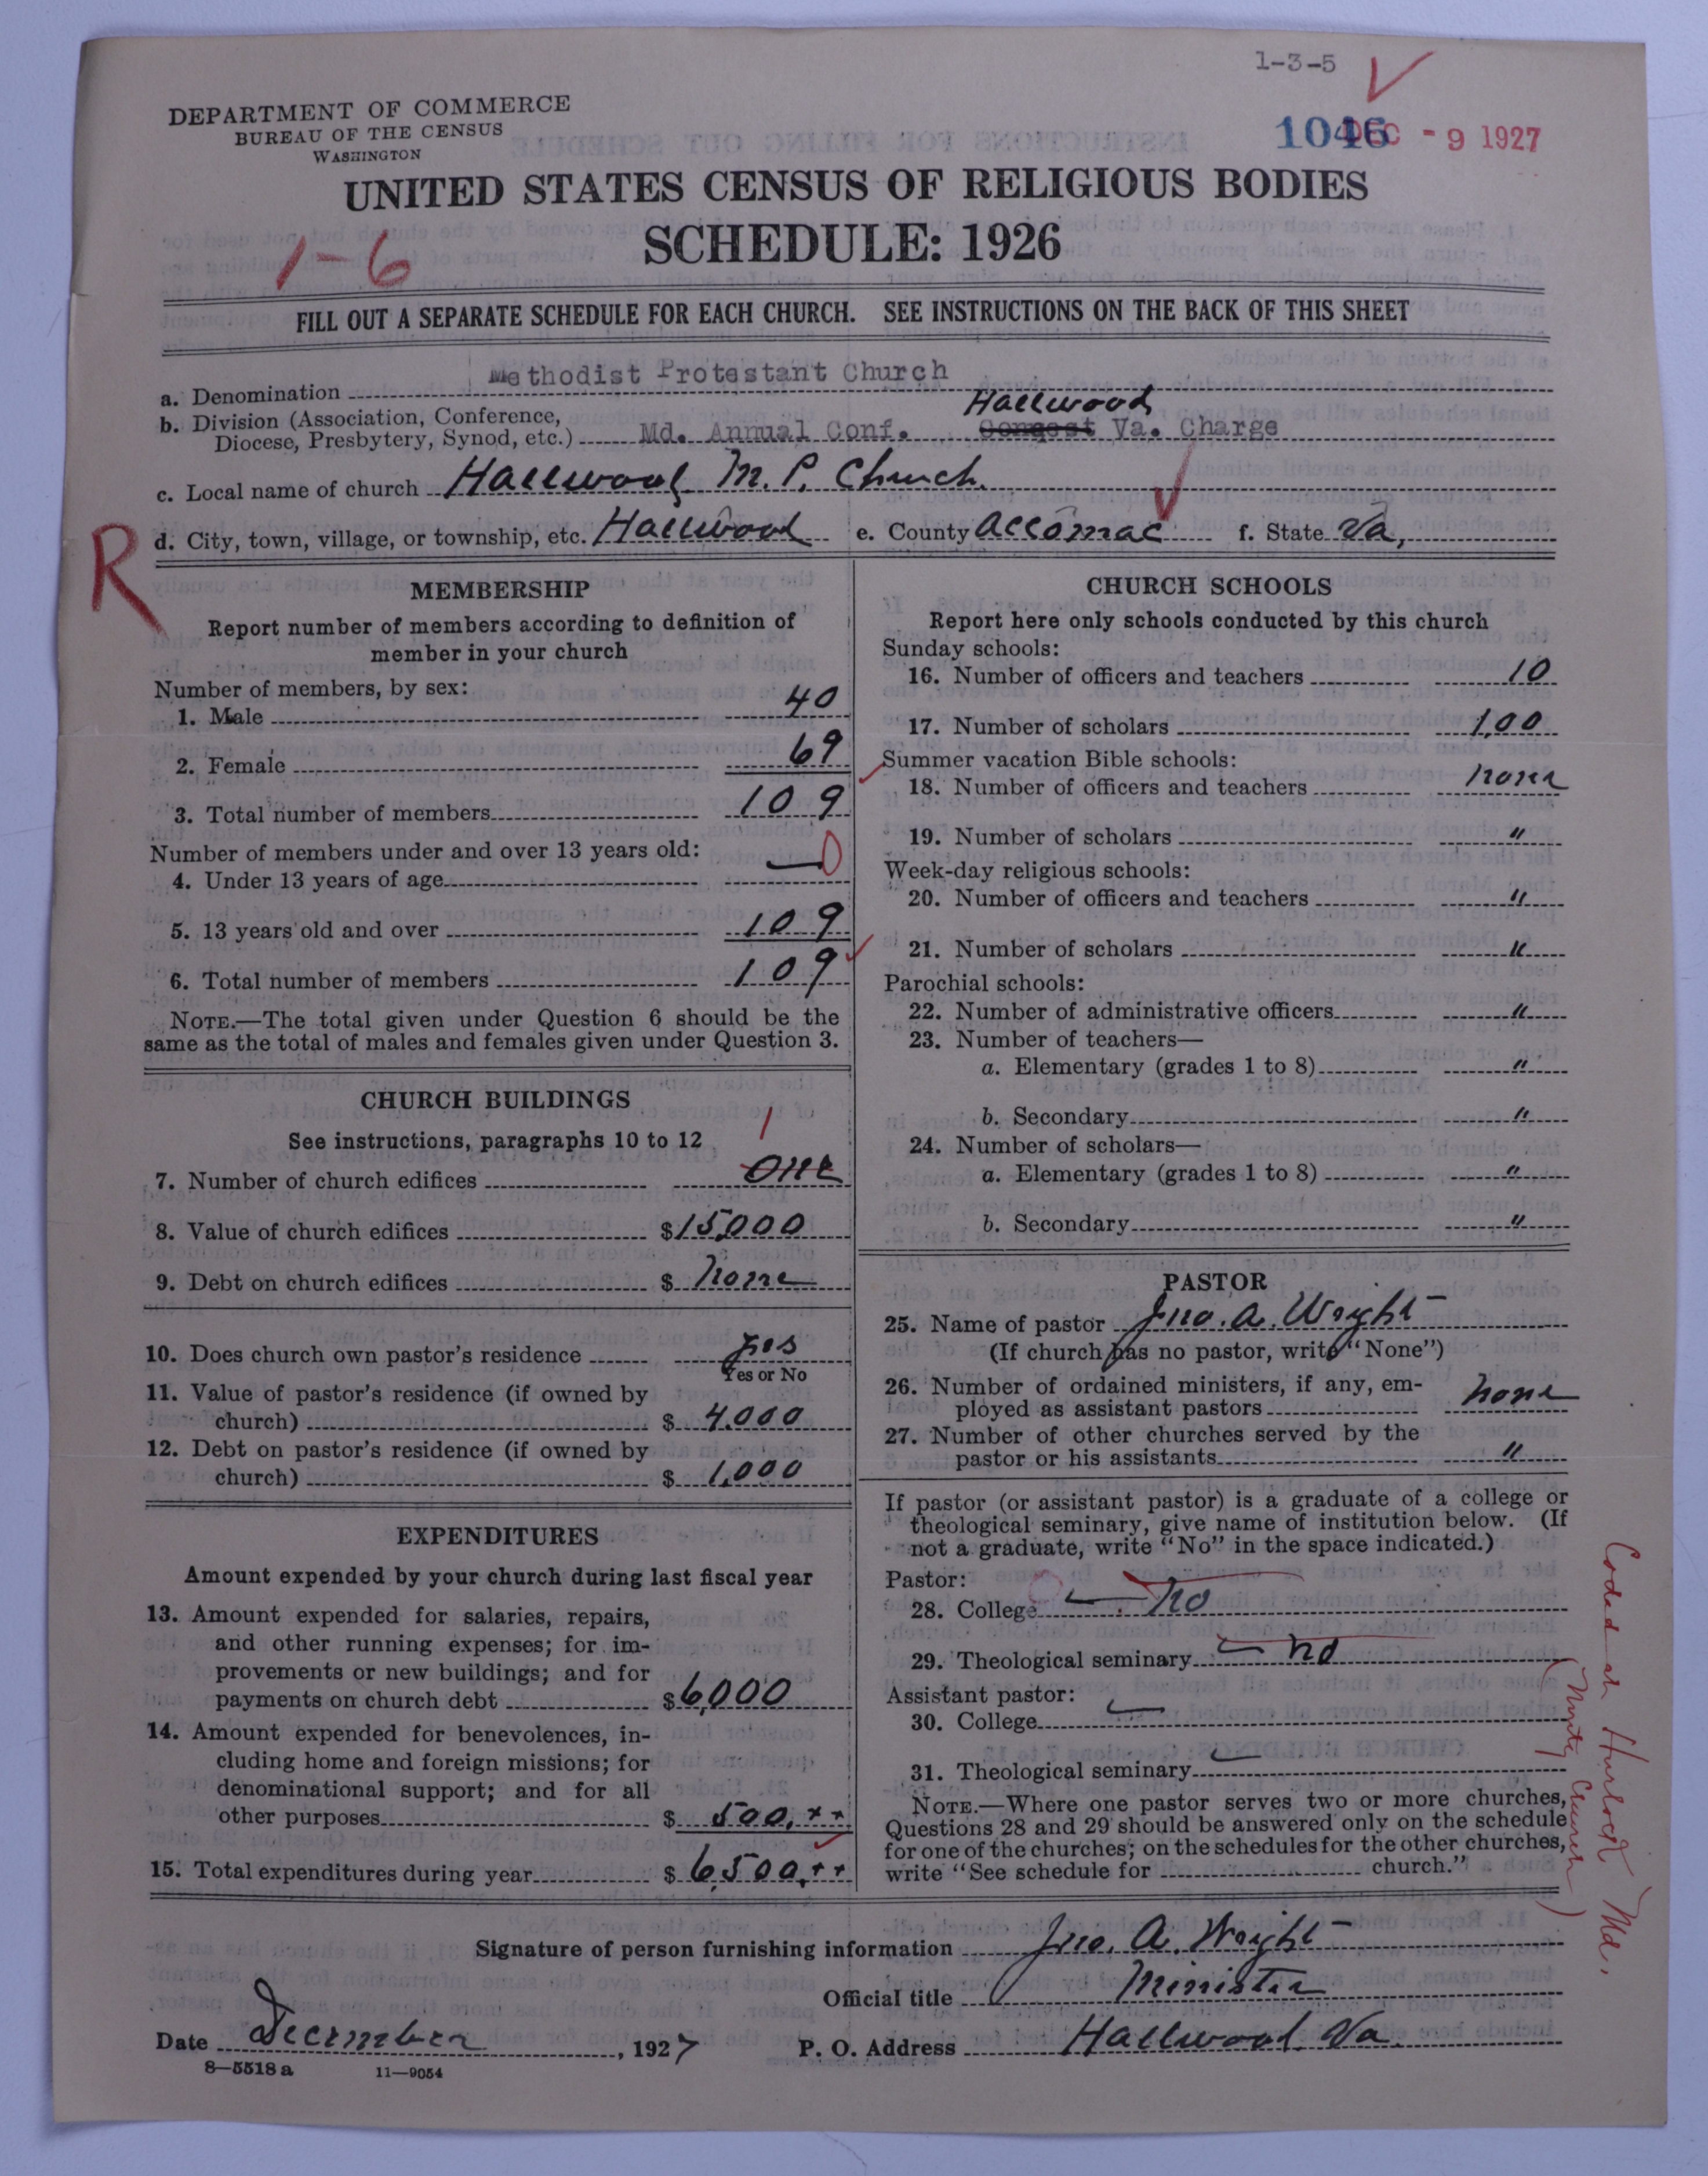 1-3-5
DEPARTMENT OF COMMERCE
BUREAU OF THE CENSUS
WASHINGTON
1046 DEC -9 1927
UNITED STATES CENSUS OF RELIGIOUS BODIES
SCHEDULE: 1926
1-6
FILL OUT A SEPARATE SCHEDULE FOR EACH CHURCH. SEE INSTRUCTIONS ON THE BACK OF THIS SHEET
a. Denomination Methodist Protestant Church
b. Division (Association, Conference,
Hallwood
Diocese, Presbytery, Synod, etc.) Md. Annual Conf. Conqest Va. Charge
c. Local name of church Hallwood M. P. Church
R
d. City, town, village, or township, etc. Hallwood e. County Accomac f. State Va,
MEMBERSHIP
Report number of members according to definition of
member in your church
Number of members, by sex:
1. Male 40
2. Female 69
3. Total number of members 109
Number of members under and over 13 years old:
4. Under 13 years of age — 0
5. 13 years old and over 109
6. Total number of members 109
NOTE.—The total given under Question 6 should be the
same as the total of males and females given under Question 3.
CHURCH BUILDINGS
See instructions, paragraphs 10 to 12
1
7. Number of church edifices one
8. Value of church edifices $15,000
9. Debt on church edifices $ none
10. Does church own pastor's residence yes
Yes or No
11. Value of pastor's residence (if owned by
church) $ 4,000
12. Debt on pastor's residence (if owned by
church) $ 1,000
EXPENDITURES
Amount expended by your church during last fiscal year
13. Amount expended for salaries, repairs,
and other running expenses; for im-
provements or new buildings; and for
payments on church debt $6,000
14. Amount expended for benevolences, in-
cluding home and foreign missions; for
denominational support; and for all
other purposes $ 500.xx
15. Total expenditures during year $ 6,500.xx
CHURCH SCHOOLS
Report here only schools conducted by this church
Sunday schools:
16. Number of officers and teachers 10
17. Number of scholars 100
Summer vacation Bible schools:
18. Number of officers and teachers none
19. Number of scholars "
Week-day religious schools:
20. Number of officers and teachers "
21. Number of scholars "
Parochial schools:
22. Number of administrative officers "
23. Number of teachers—
a. Elementary (grades 1 to 8) "
b. Secondary "
24. Number of scholars—
a. Elementary (grades 1 to 8) "
b. Secondary "
PASTOR
25. Name of pastor Jno. A. Wright
(If church has no pastor, write "None")
26. Number of ordained ministers, if any, em-
ployed as assistant pastors none
27. Number of other churches served by the
pastor or his assistants "
If pastor (or assistant pastor) is a graduate of a college or
theological seminary, give name of institution below. (If
not a graduate, write "No" in the space indicated.)
Pastor:
28. College no
29. Theological seminary no
Assistant pastor:
30. College
31. Theological seminary
NOTE.—Where one pastor serves two or more churches,
Questions 28 and 29 should be answered only on the schedule
for one of the churches; on the schedules for the other churches,
write "See schedule for church."
Coded at Hurlock Md.
(Unity Church)
Signature of person furnishing information Jno. A. Wright
Official title Minister
Date December, 1927 P. O. Address Hallwood Va.
8—5518 a 11—9054